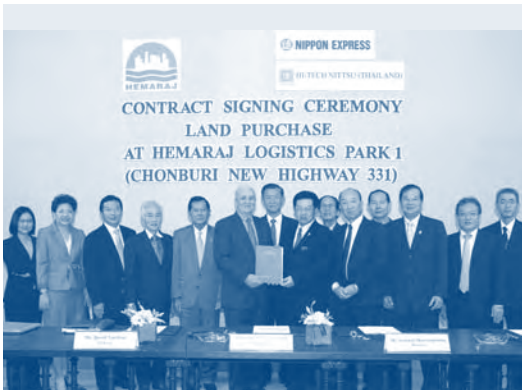 HEMARAJ
NIPPON EXPRESS
HI-TECH NITTSU (THAILAND)
CONTRACT SIGNING CEREMONY
LAND PURCHASE
AT HEMARAJ LOGISTICS PARK 1
(CHONBURI NEW HIGHWAY 331)